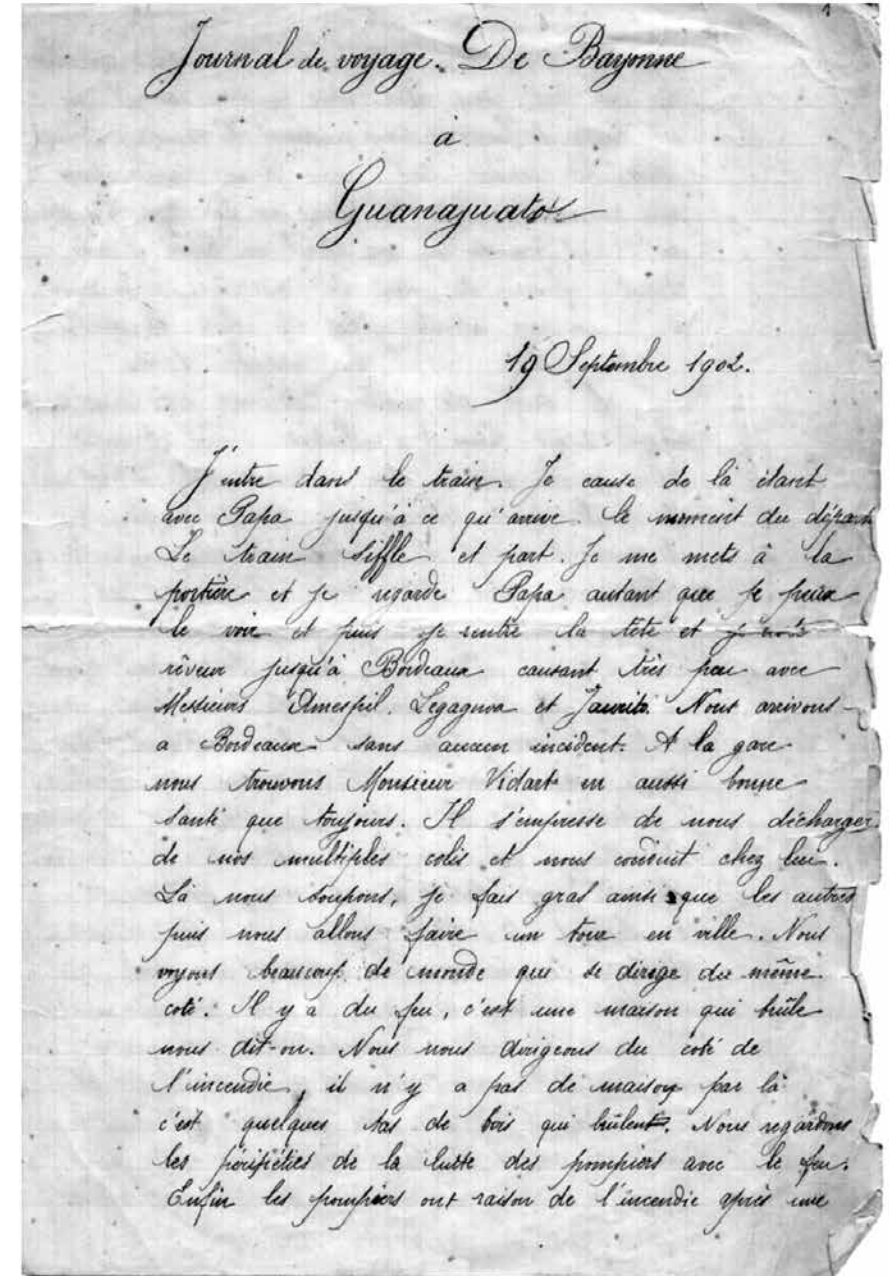 1
Journal de voyage. De Bayonne
à
Guanajuato
19 Septembre 1902.
J'entre dans le train. Je cause de là étant
avec Papa jusqu'à ce qu'arrive le moment du départ
Le train siffle et part. Je me mets à la
portière et je regarde Papa autant que je peux
le voir et puis je rentre la tête et
rêveur jusqu'à Bordeaux causant très peu avec
Messieurs Amespil. Legagnoa et Jaurits. Nous arrivons
a Bordeaux sans aucun incident. A la gare
nous trouvons Monsieur Vidart en aussi bonne
santé que toujours. Il s'empresse de nous décharger
de nos multiples colis et nous conduit chez lui.
Là nous soupons, je fais gras ainsi que les autres
puis nous allons faire un tour en ville. Nous
voyons beaucoup de monde qui se dirige du même
coté. Il y a du feu, c'est une maison qui brûle
nous dit-on. Nous nous dirigeons du coté de
l'incendie, il n'y a pas de maison par là
c'est quelques tas de bois qui brûlent. Nous regardons
les péripéties de la lutte des pompiers avec le feu.
Enfin les pompiers ont raison de l'incendie après une